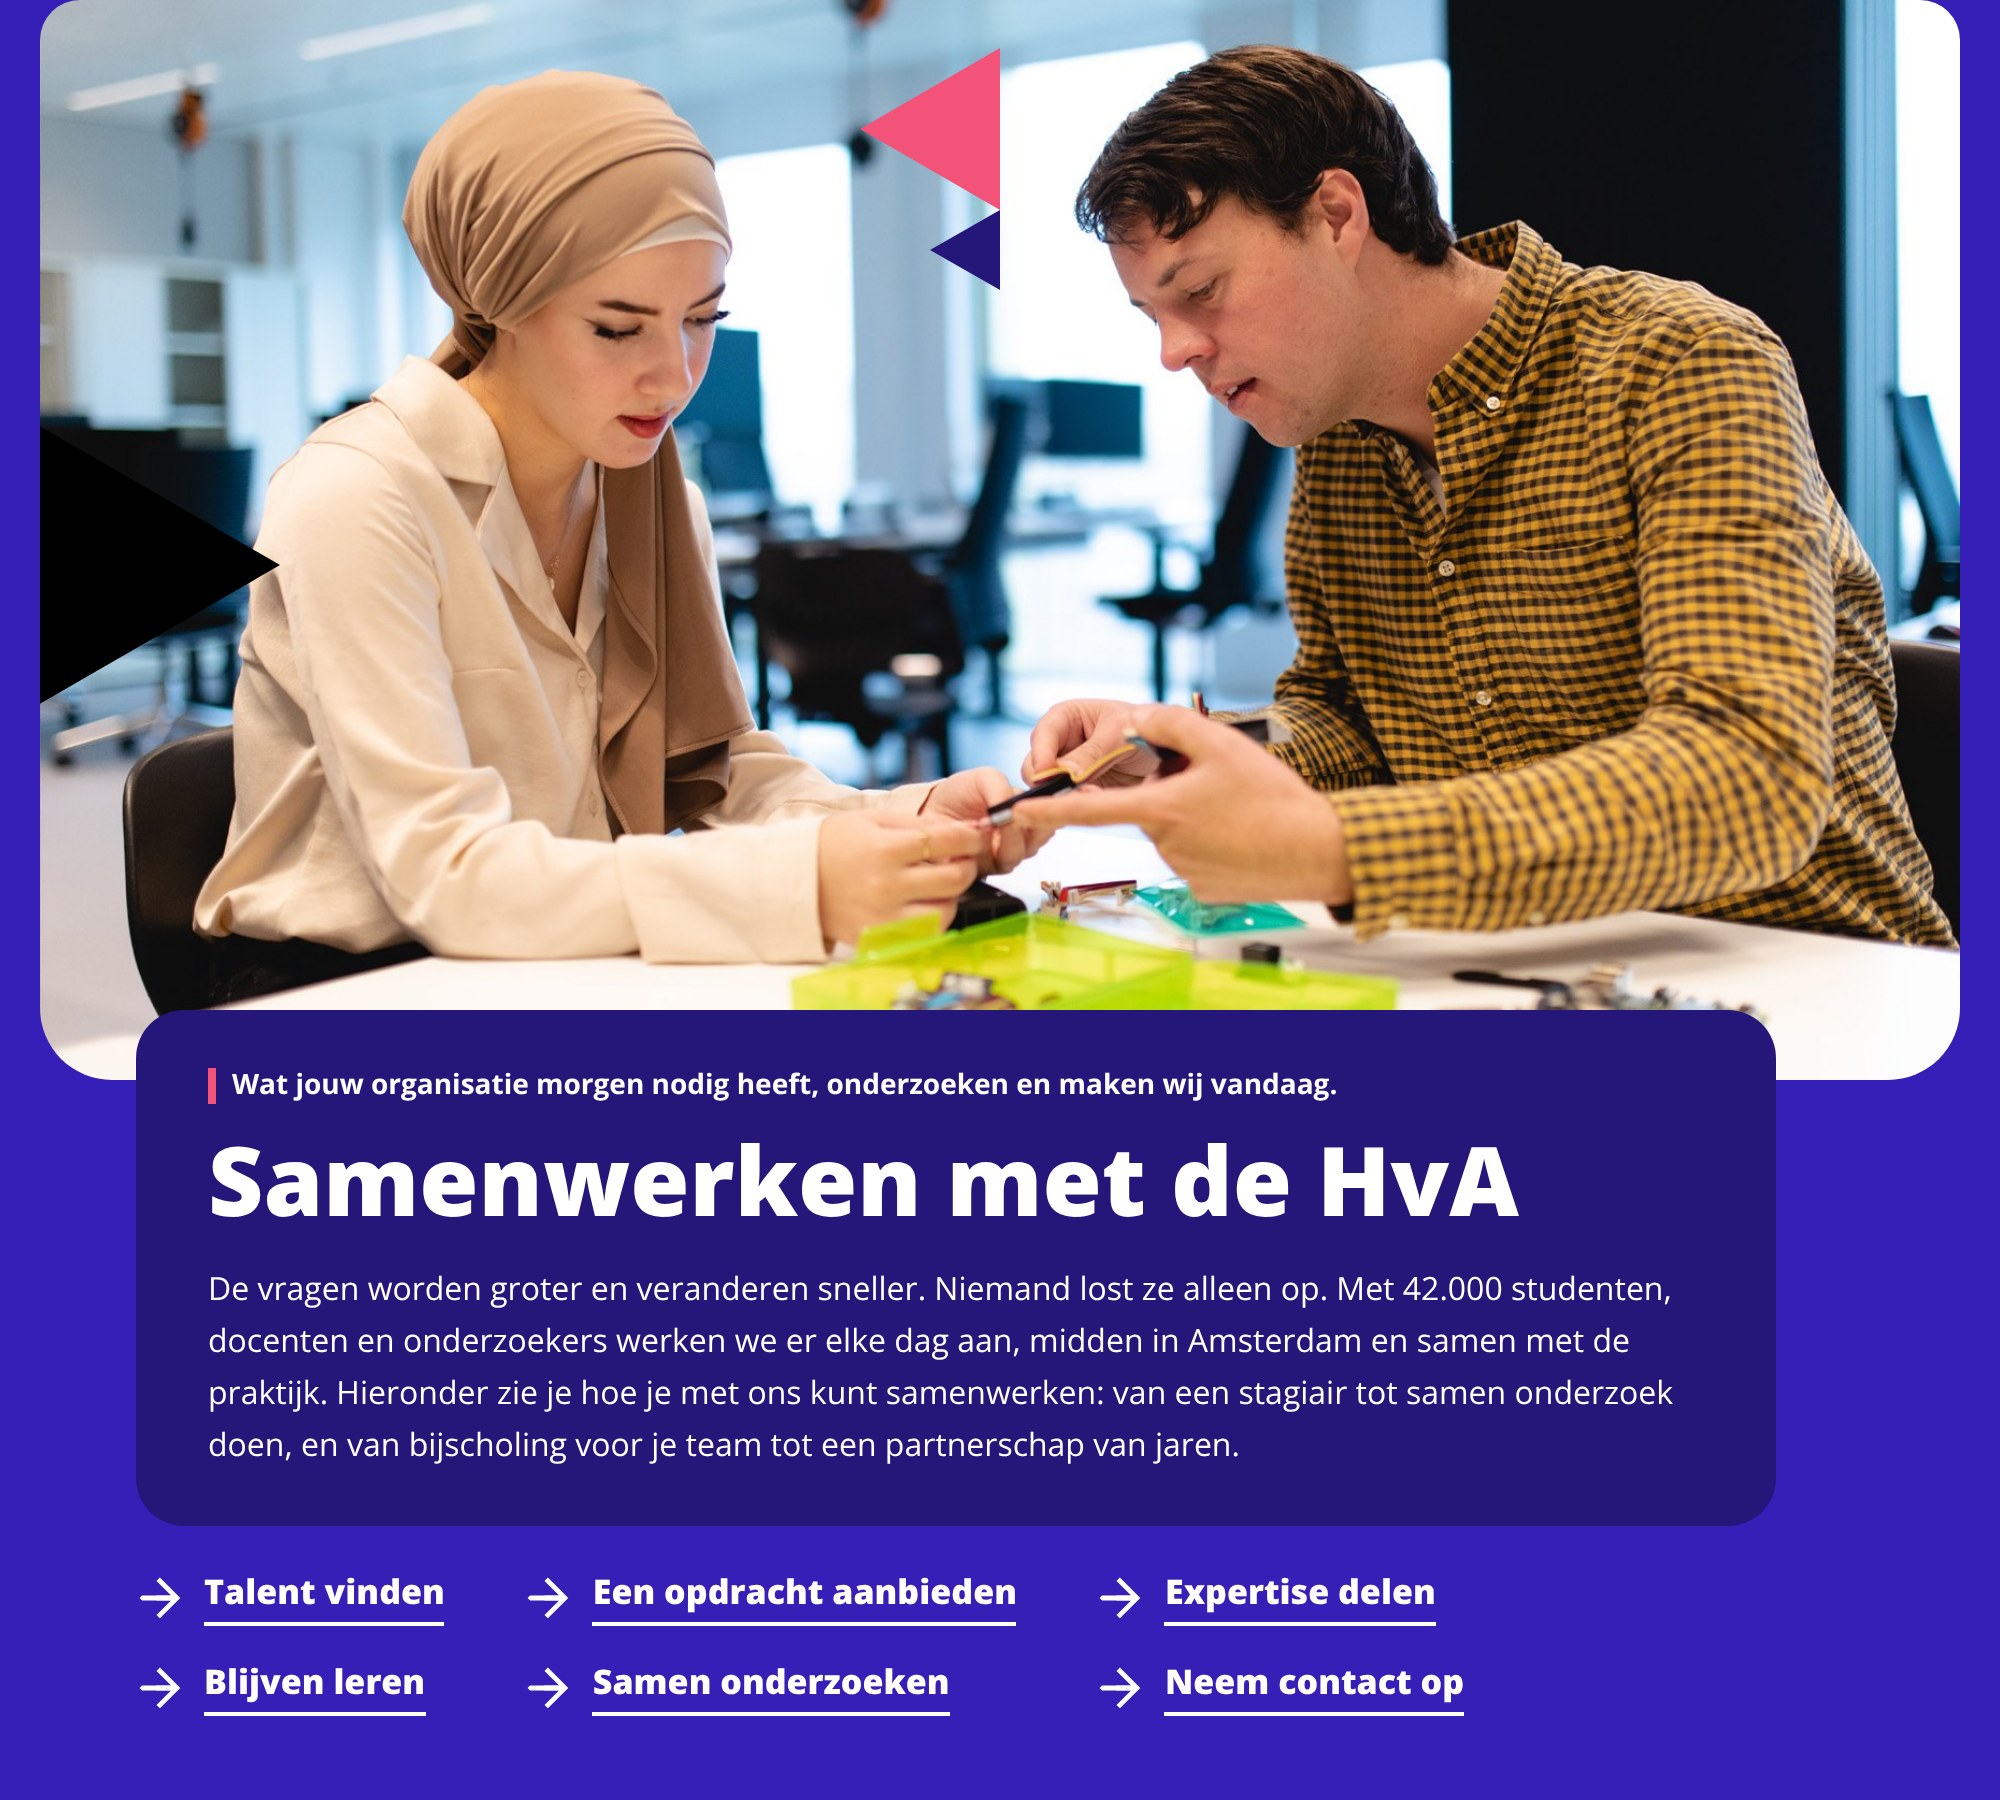 Wat jouw organisatie morgen nodig heeft, onderzoeken en maken wij vandaag.
Samenwerken met de HvA
De vragen worden groter en veranderen sneller. Niemand lost ze alleen op. Met 42.000 studenten,
docenten en onderzoekers werken we er elke dag aan, midden in Amsterdam en samen met de
praktijk. Hieronder zie je hoe je met ons kunt samenwerken: van een stagiair tot samen onderzoek
doen, en van bijscholing voor je team tot een partnerschap van jaren.
Talent vinden
Een opdracht aanbieden
Expertise delen
Blijven leren
Samen onderzoeken
Neem contact op